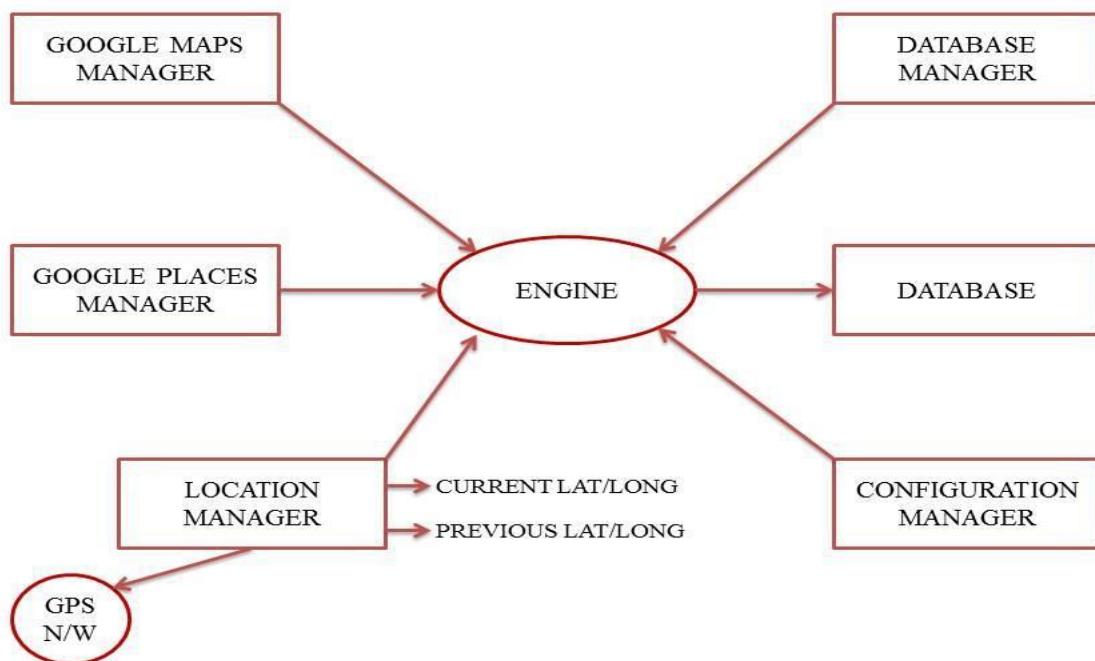 GOOGLE MAPS
MANAGER
DATABASE
MANAGER
GOOGLE PLACES
MANAGER
ENGINE
DATABASE
LOCATION
MANAGER
CURRENT LAT/LONG
PREVIOUS LAT/LONG
CONFIGURATION
MANAGER
GPS
N/W